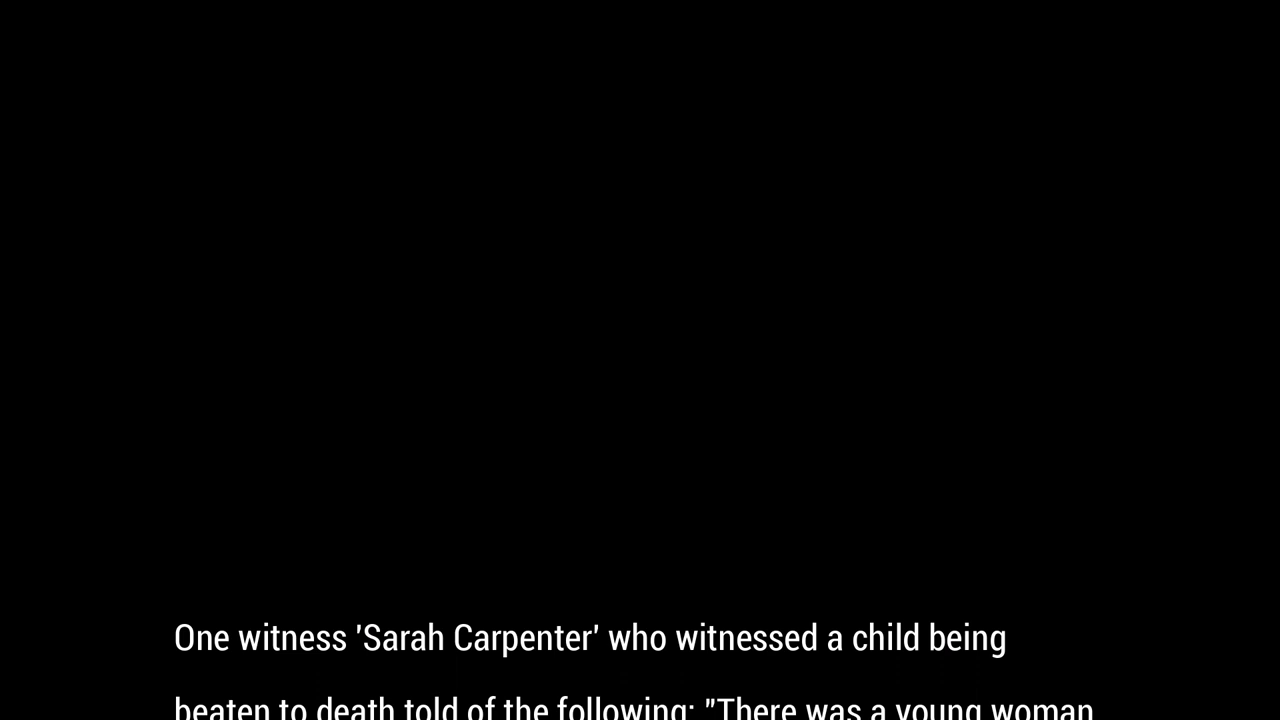 One witness 'Sarah Carpenter' who witnessed a child being
beaten to death told of the following: "There was a young woman